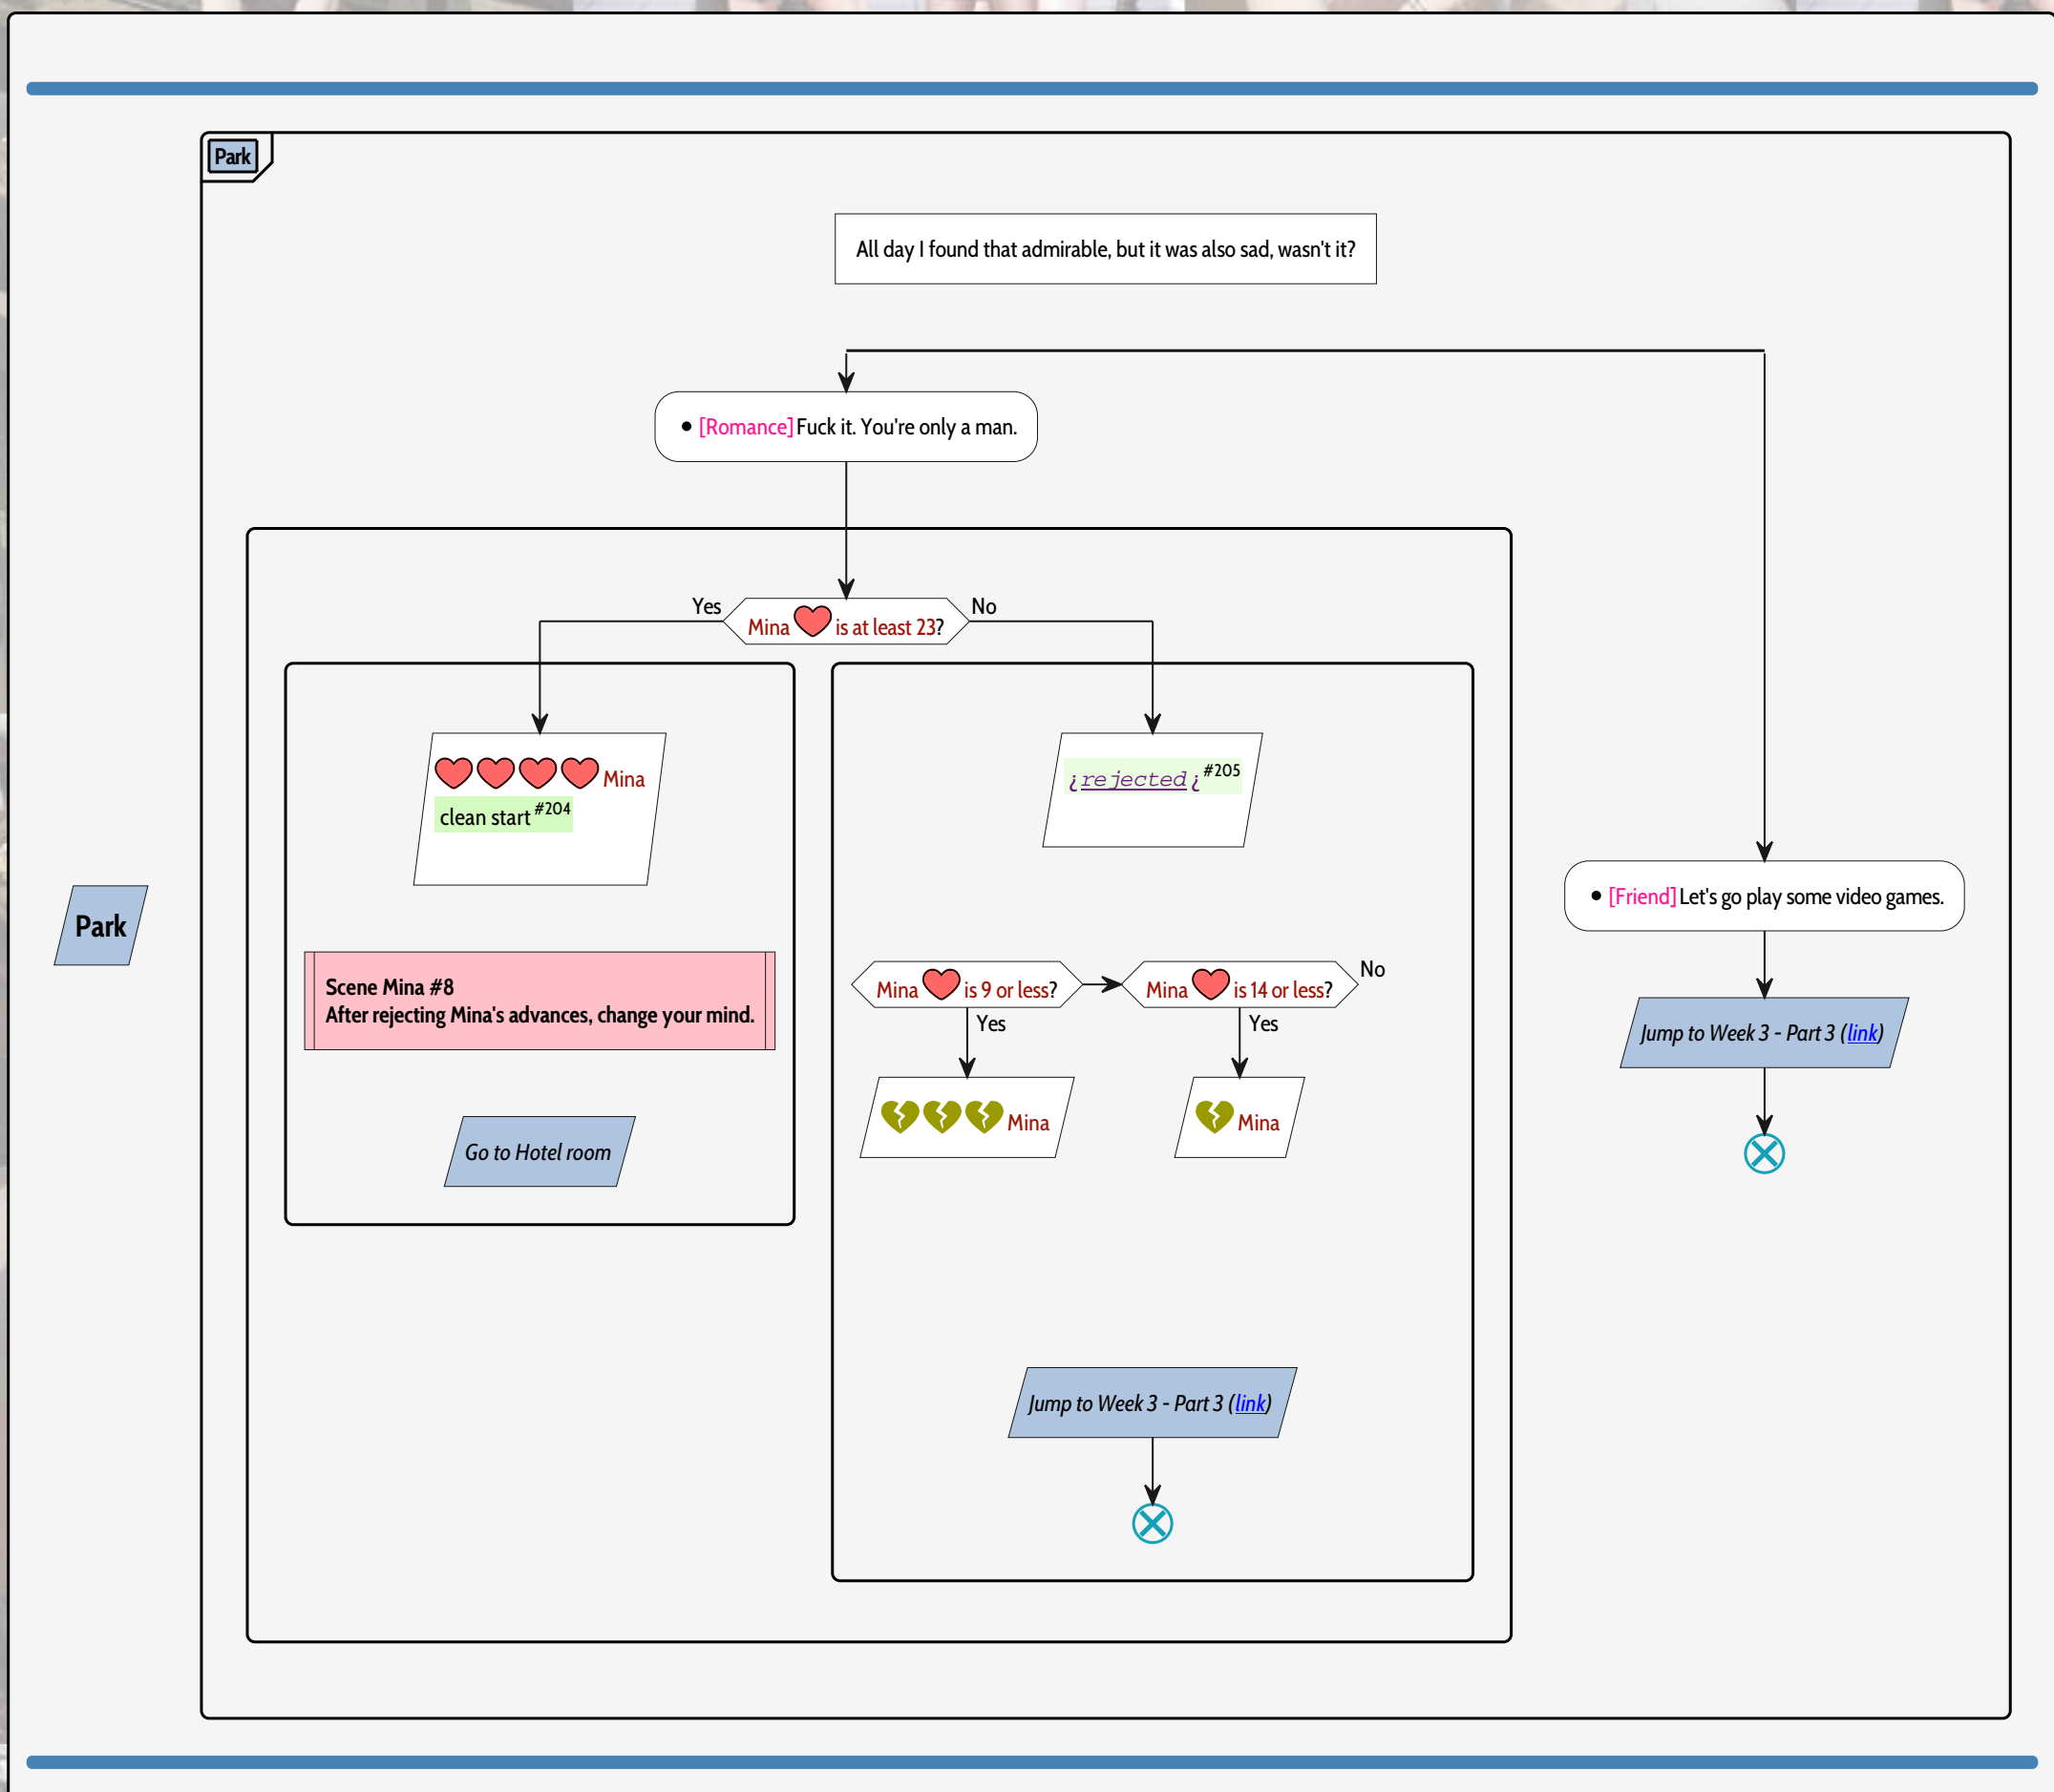 Park
All day I found that admirable, but it was also sad, wasn't it?
[Romance] Fuck it. You're only a man.
Yes
Mina is at least 23?
No
Mina
clean start #204
¿rejected¿ #205
Park
[Friend] Let's go play some video games.
Scene Mina #8
After rejecting Mina's advances, change your mind.
Mina is 9 or less?
Mina is 14 or less?
No
Yes
Yes
Jump to Week 3 - Part 3 (link)
Mina
Mina
Go to Hotel room
Jump to Week 3 - Part 3 (link)